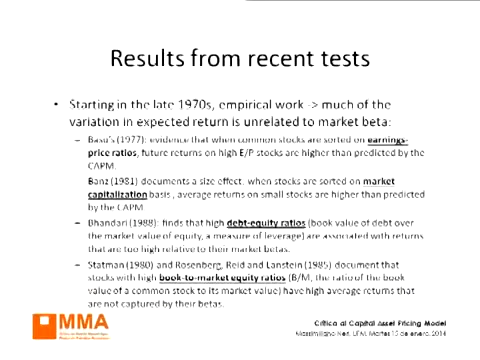 Results from recent tests
• Starting in the late 1970s, empirical work -> much of the
variation in expected return is unrelated to market beta:
– Basu's (1977): evidence that when common stocks are sorted on earnings-
price ratios, future returns on high E/P stocks are higher than predicted by the
CAPM.
Banz (1981) documents a size effect: when stocks are sorted on market
capitalization basis, average returns on small stocks are higher than predicted
by the CAPM
– Bhandari (1988): finds that high debt-equity ratios (book value of debt over
the market value of equity, a measure of leverage) are associated with returns
that are too high relative to their market betas.
– Statman (1980) and Rosenberg, Reid and Lanstein (1985) document that
stocks with high book-to-market equity ratios (B/M, the ratio of the book
value of a common stock to its market value) have high average returns that
are not captured by their betas.
MMA
Crítica al Capital Asset Pricing Model
Massimiliano Neri, UFM, Martes 15 de enero, 2014